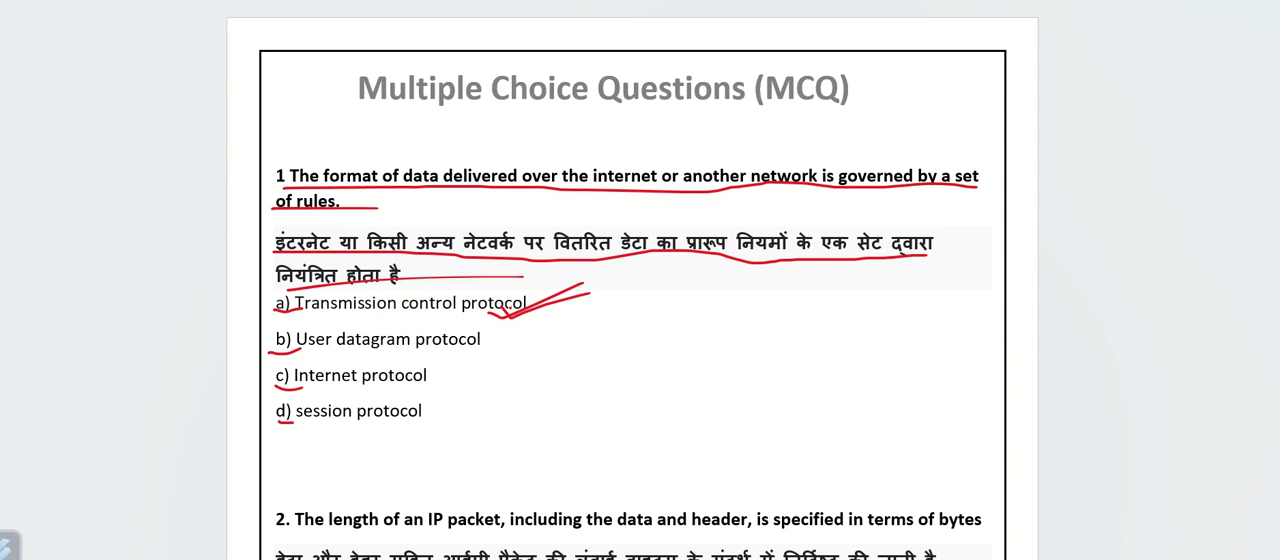 Multiple Choice Questions (MCQ)
1 The format of data delivered over the internet or another network is governed by a set
of rules.
इंटरनेट या किसी अन्य नेटवर्क पर वितरित डेटा का प्रारूप नियमों के एक सेट द्वारा
नियंत्रित होता है
a) Transmission control protocol
b) User datagram protocol
c) Internet protocol
d) session protocol
2. The length of an IP packet, including the data and header, is specified in terms of bytes